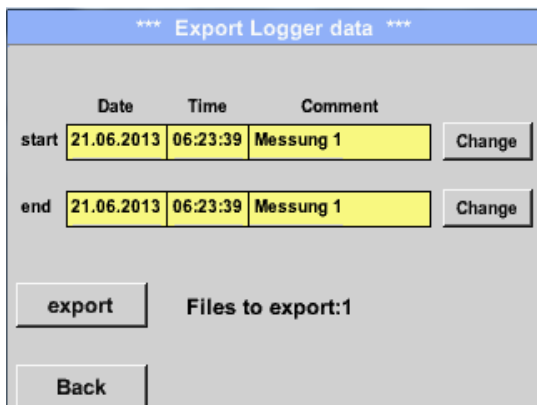 *** Export Logger data ***
Date Time Comment
start 21.06.2013 06:23:39 Messung 1 Change
end 21.06.2013 06:23:39 Messung 1 Change
export Files to export:1
Back